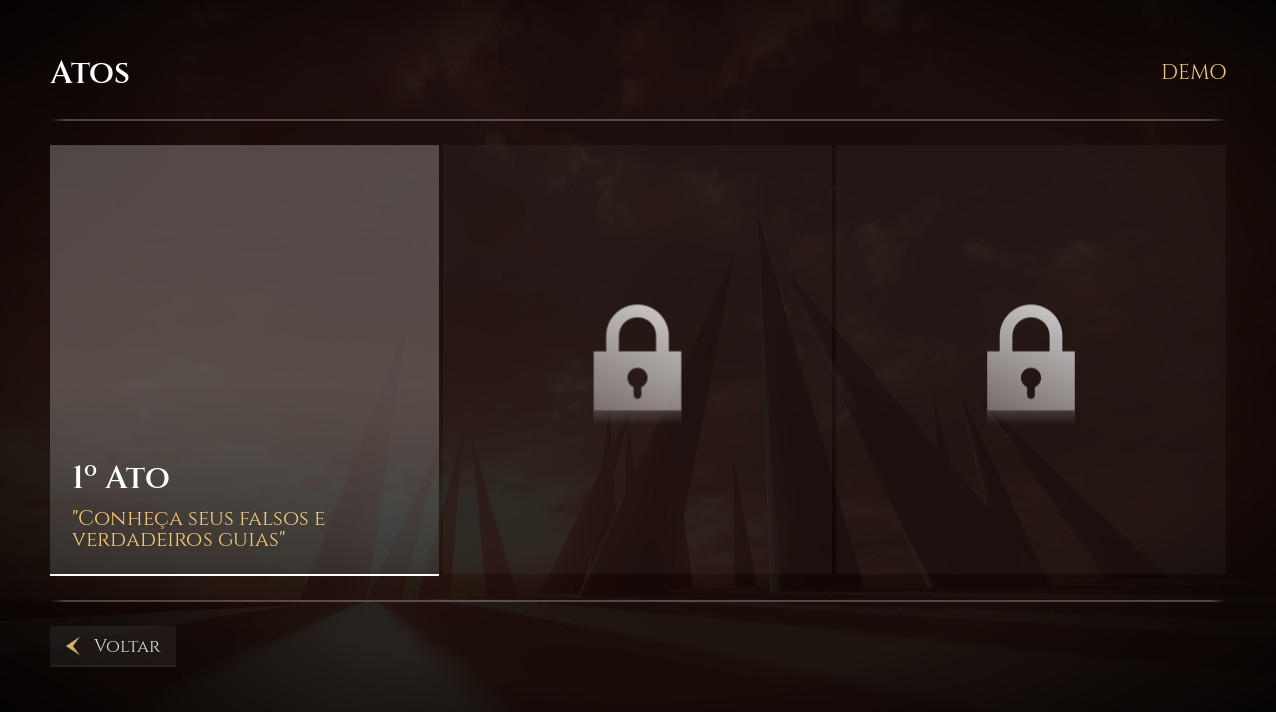 Atos
DEMO
1º Ato
"Conheça seus falsos e
verdadeiros guias"
Voltar